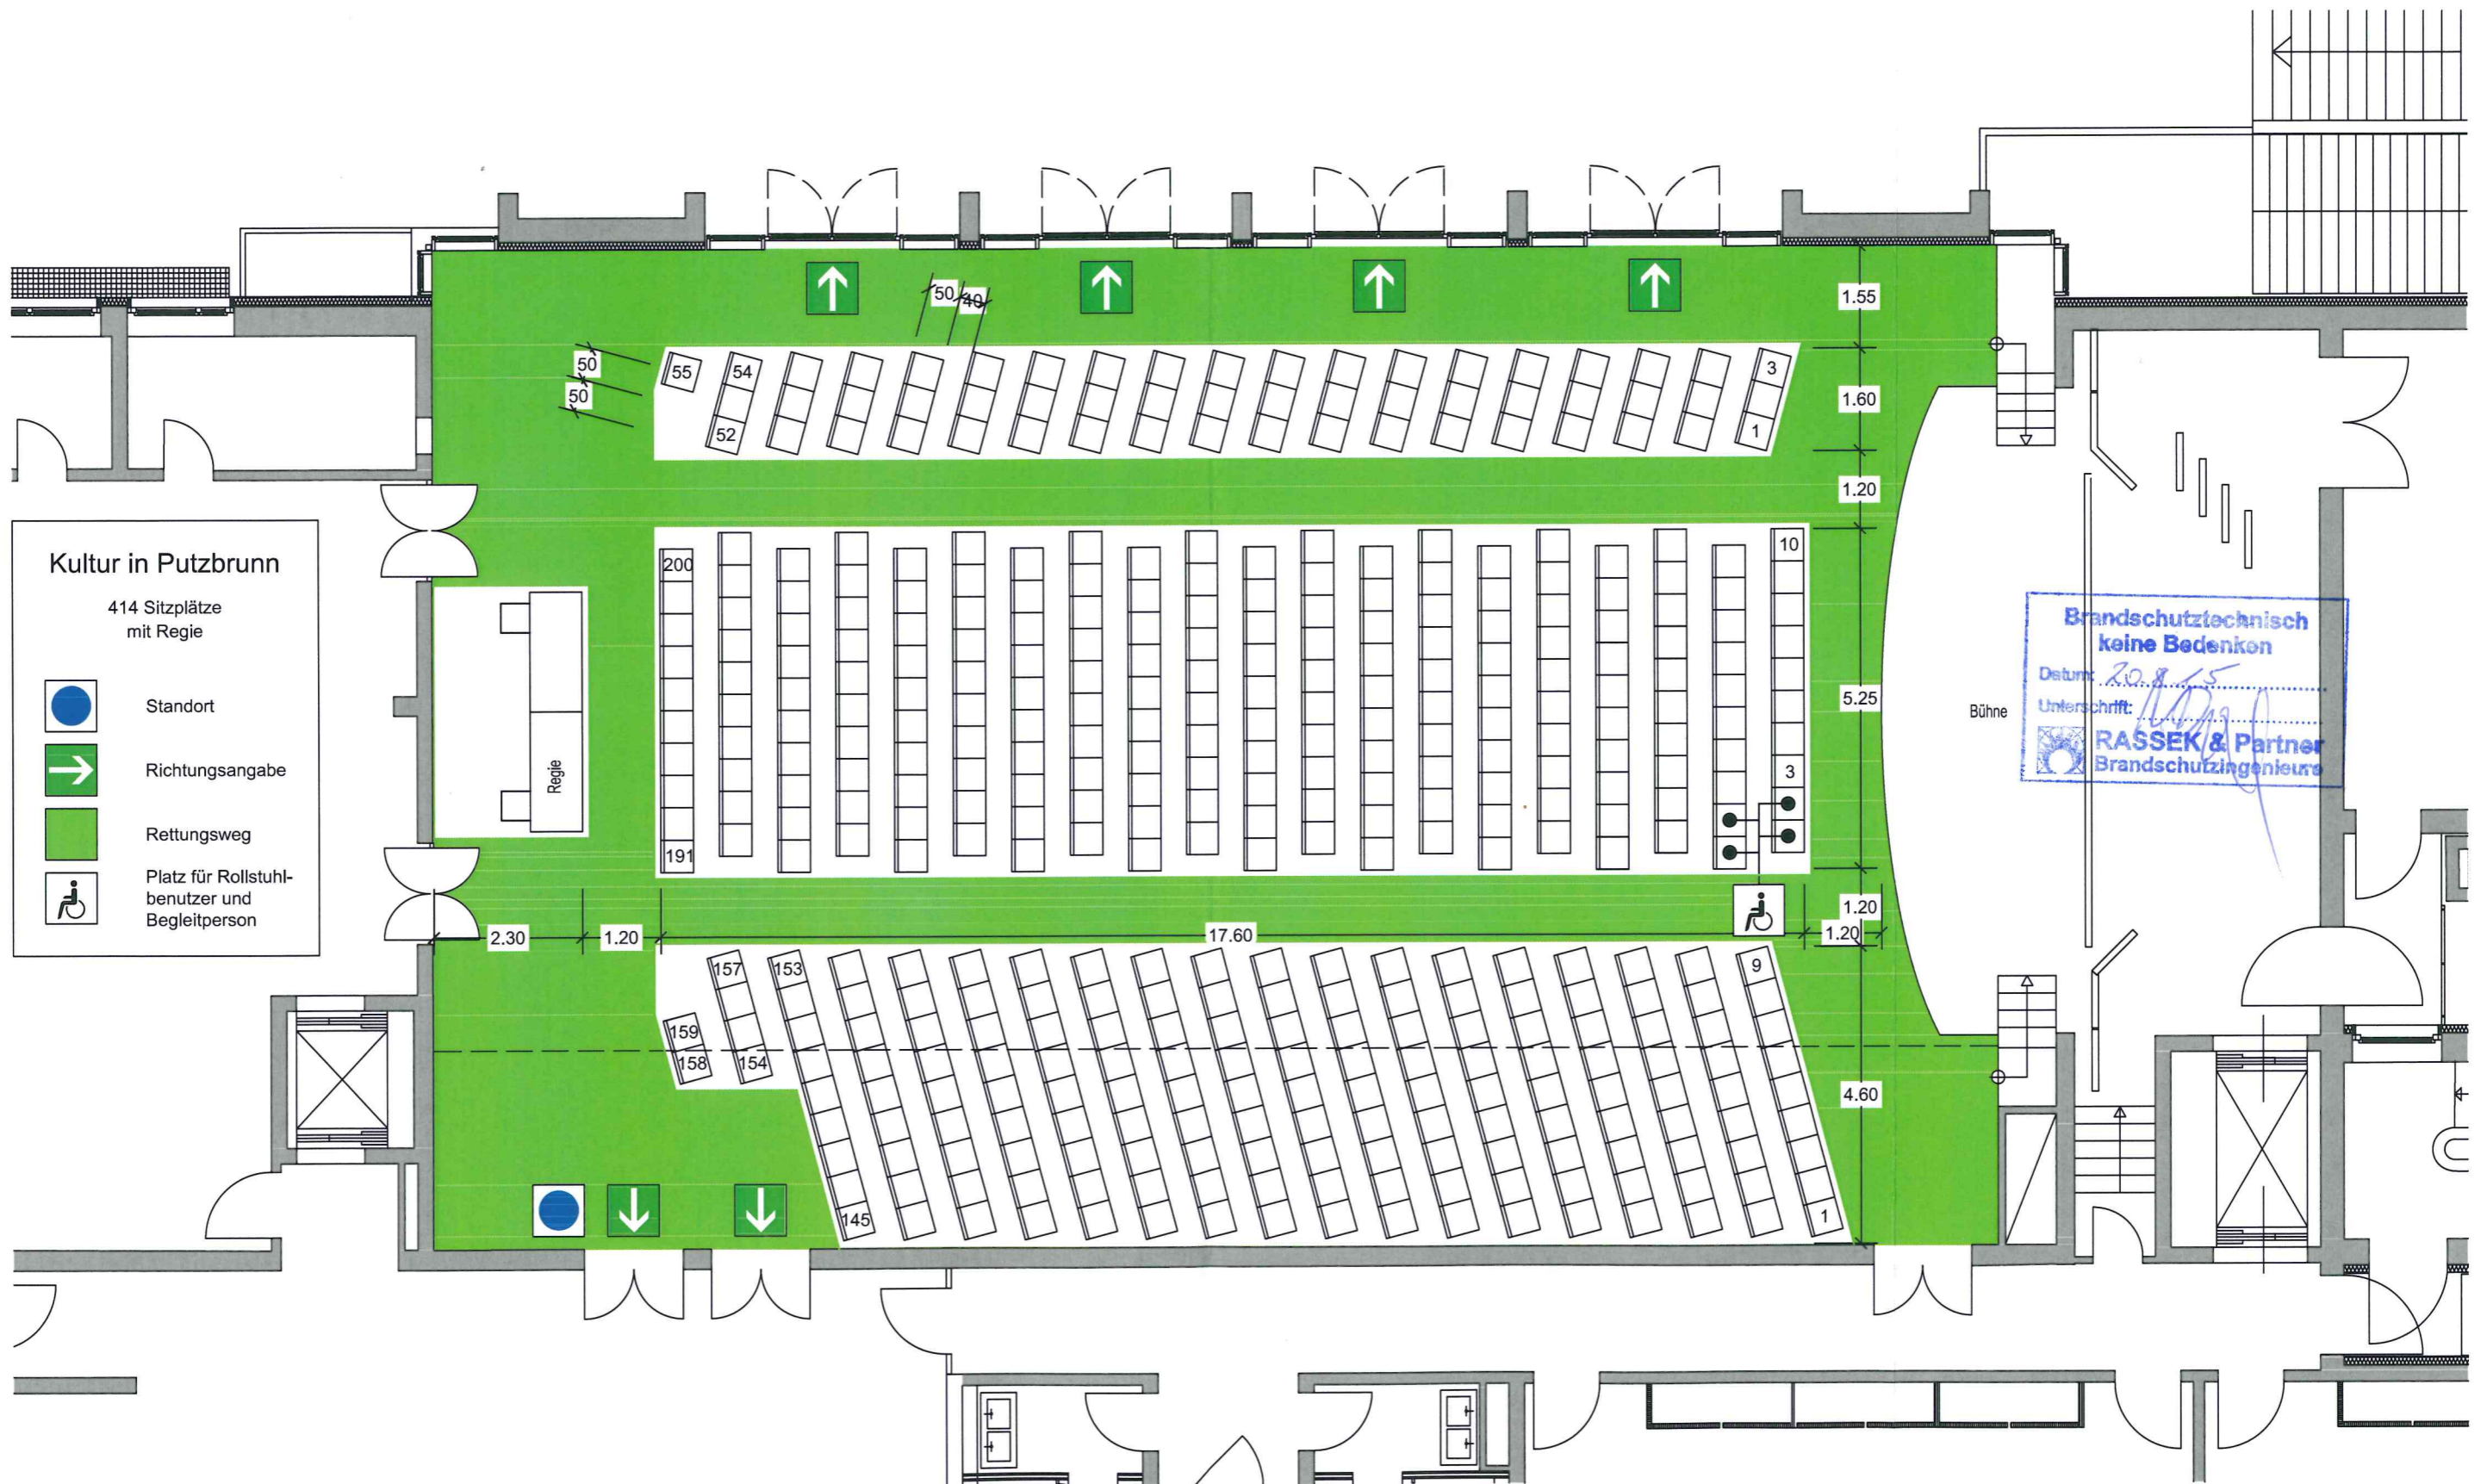 50
40
1.55
50
50
55
54
3
1.60
52
1
1.20
Kultur in Putzbrunn
414 Sitzplätze
mit Regie
Standort
Richtungsangabe
Rettungsweg
Platz für Rollstuhl-
benutzer und
Begleitperson
200
10
5.25
Regie
3
191
Bühne
Brandschutztechnisch
keine Bedenken
Datum: 20.8.15
Unterschrift:
RASSEK & Partner
Brandschutzingenieure
1.20
2.30
1.20
17.60
1.20
157
153
9
159
158
154
4.60
145
1